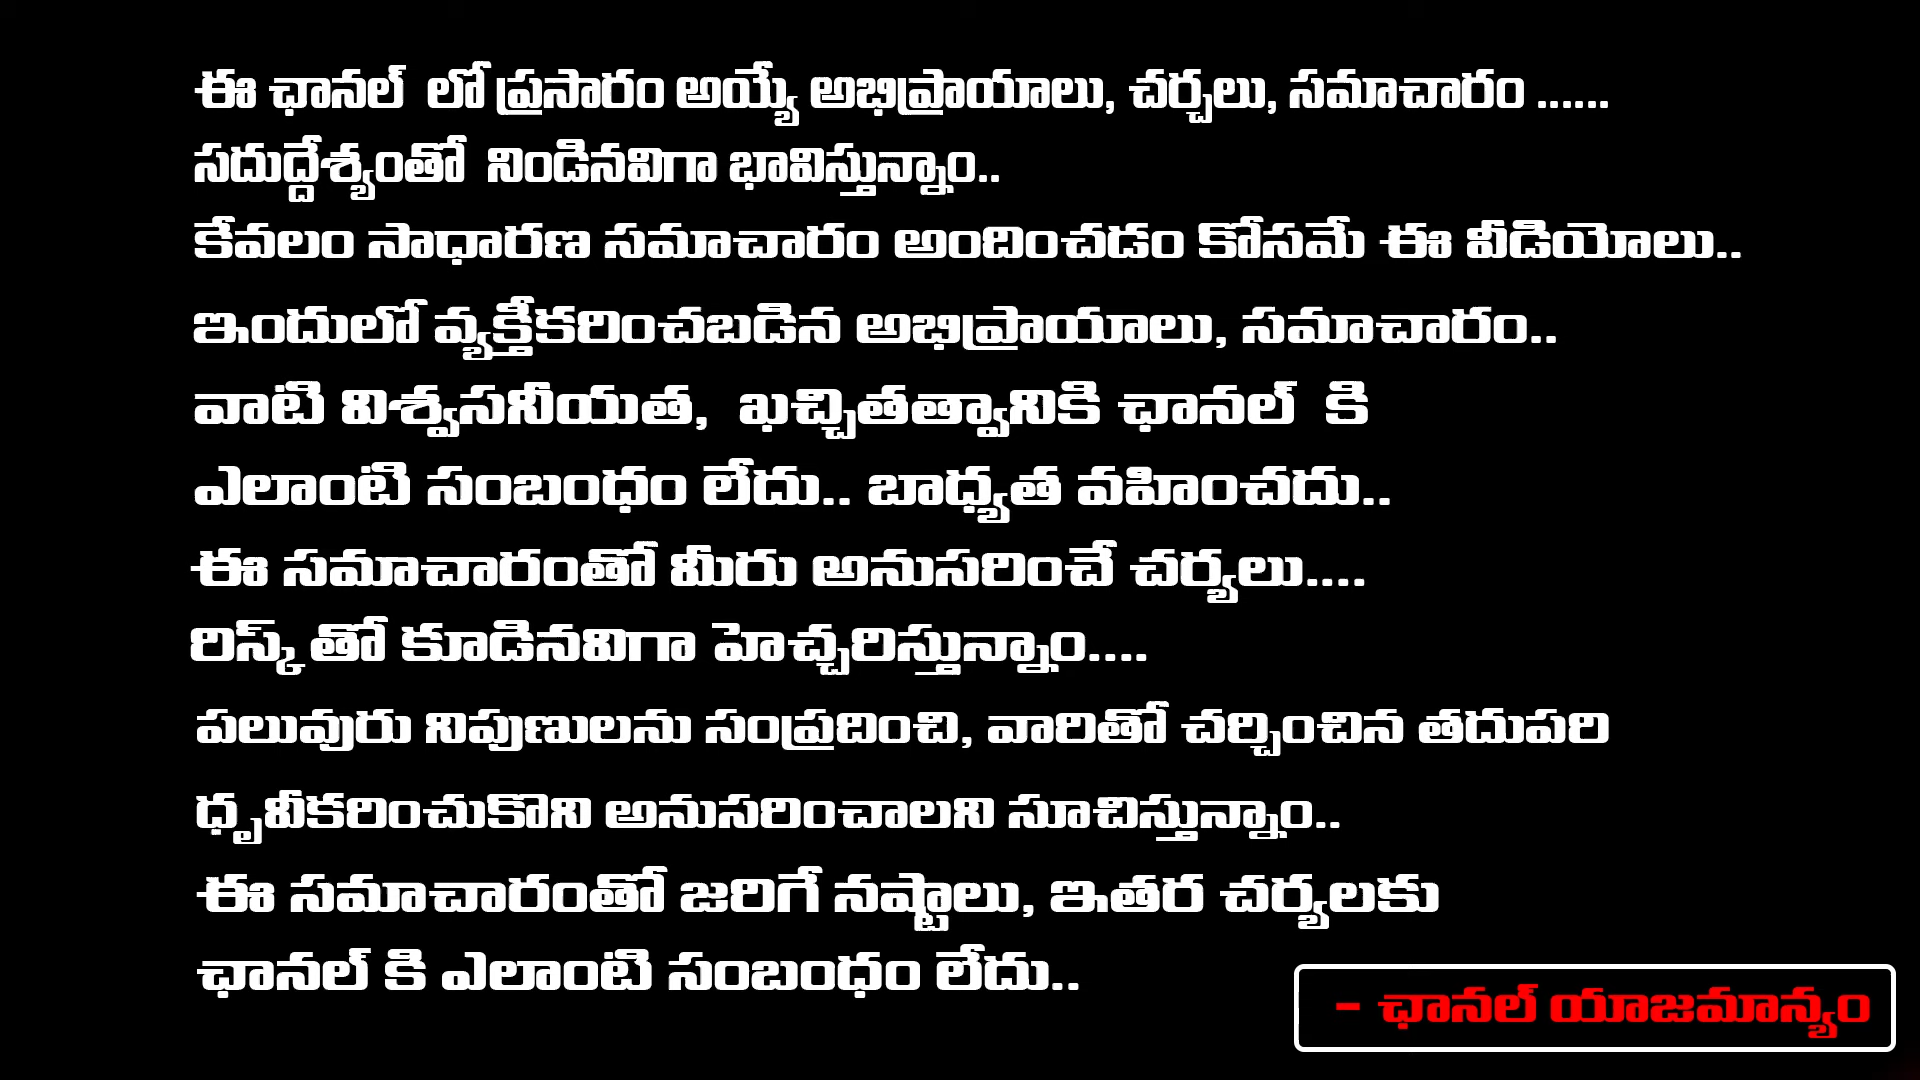 ఈ ఛానల్ లో ప్రసారం అయ్యే అభిప్రాయాలు, చర్చలు, సమాచారం ......
సదుద్దేశ్యంతో నిండినవిగా భావిస్తున్నాం..
కేవలం సాధారణ సమాచారం అందించడం కోసమే ఈ వీడియోలు..
ఇందులో వ్యక్తీకరించబడిన అభిప్రాయాలు, సమాచారం..
వాటి విశ్వసనీయత, ఖచ్చితత్వానికి ఛానల్ కి
ఎలాంటి సంబంధం లేదు.. బాధ్యత వహించదు..
ఈ సమాచారంతో మీరు అనుసరించే చర్యలు....
రిస్క్ తో కూడినవిగా హెచ్చరిస్తున్నాం....
పలువురు నిపుణులను సంప్రదించి, వారితో చర్చించిన తదుపరి
ధృవీకరించుకొని అనుసరించాలని సూచిస్తున్నాం..
ఈ సమాచారంతో జరిగే నష్టాలు, ఇతర చర్యలకు
ఛానల్ కి ఎలాంటి సంబంధం లేదు..
- ఛానల్ యాజమాన్యం